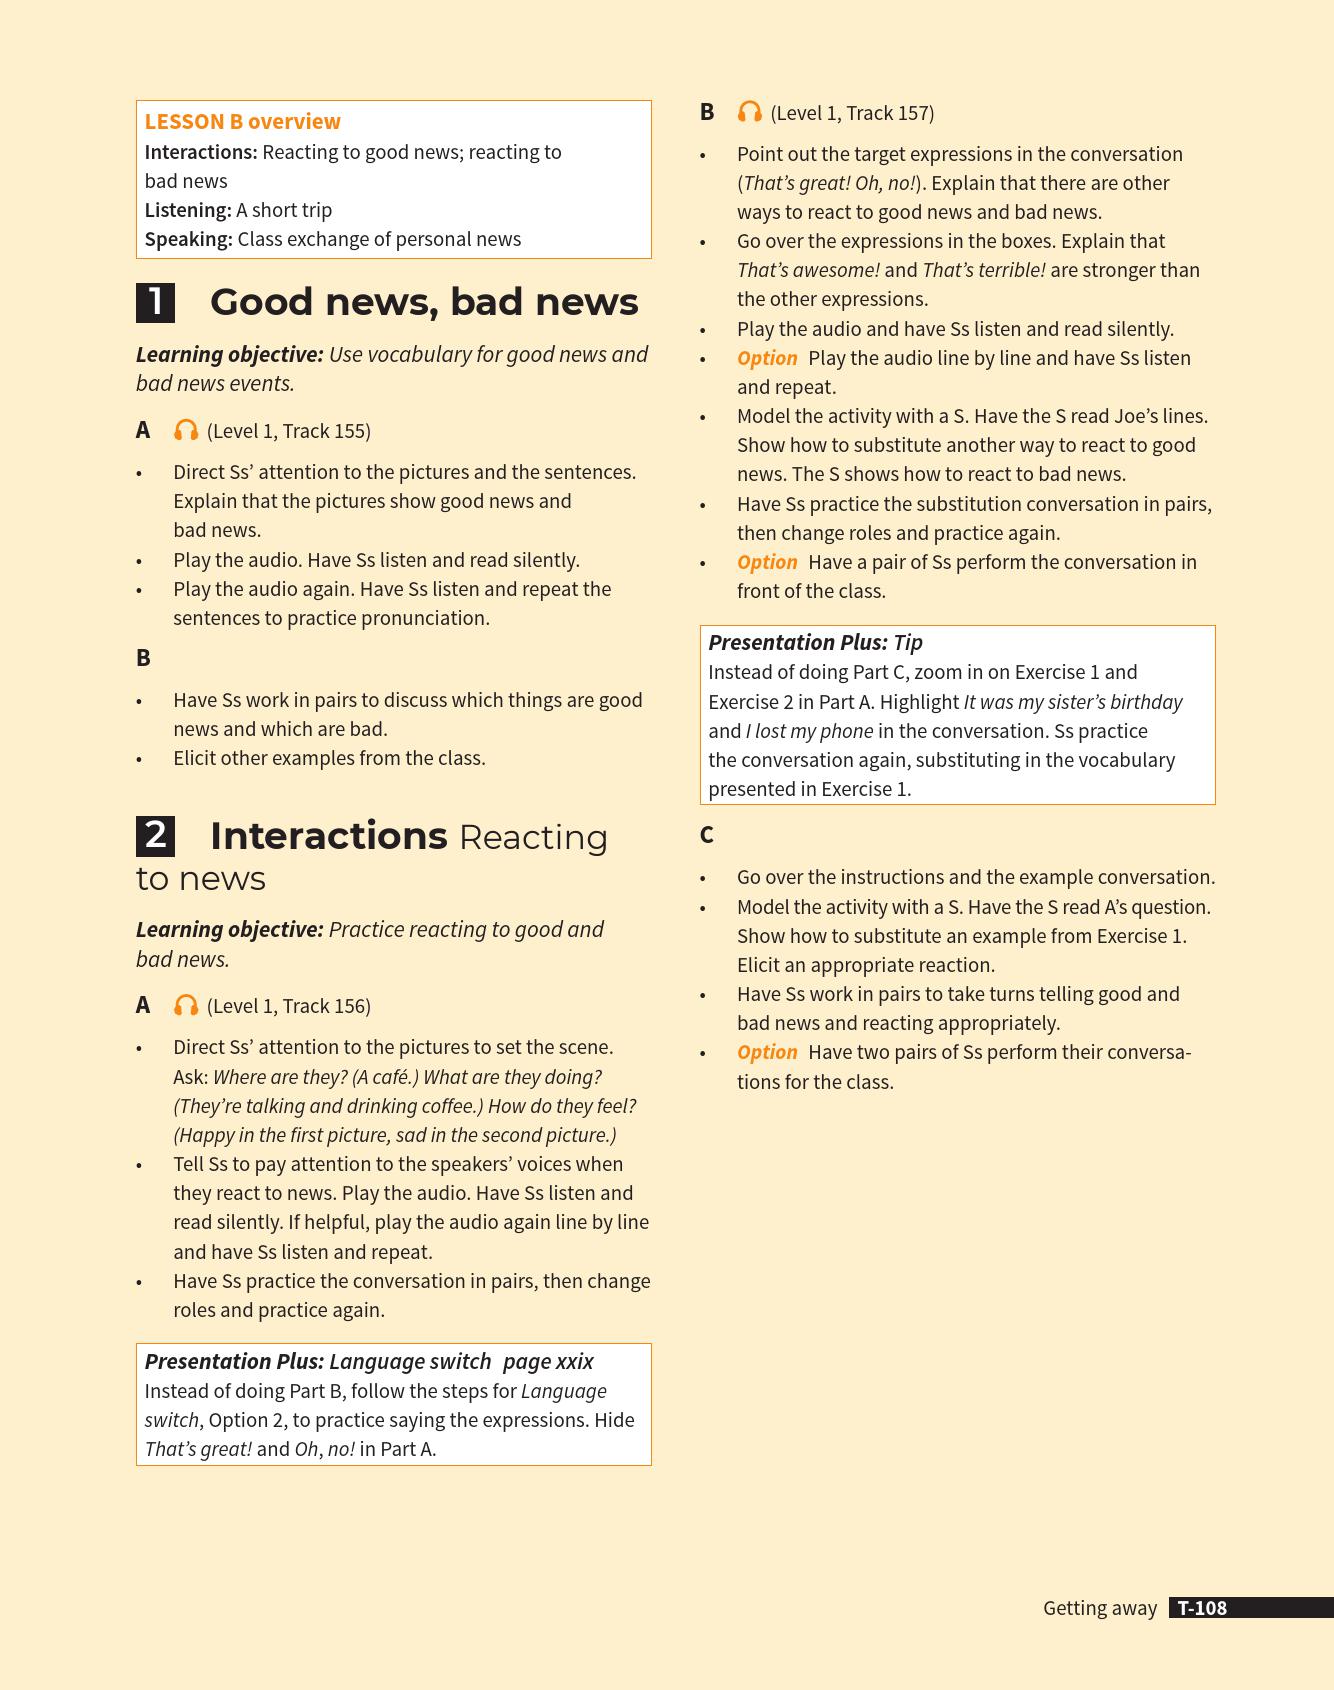 LESSON B overview
Interactions: Reacting to good news; reacting to
bad news
Listening: A short trip
Speaking: Class exchange of personal news
1 Good news, bad news
Learning objective: Use vocabulary for good news and
bad news events.
A (Level 1, Track 155)
• Direct Ss’ attention to the pictures and the sentences.
Explain that the pictures show good news and
bad news.
• Play the audio. Have Ss listen and read silently.
• Play the audio again. Have Ss listen and repeat the
sentences to practice pronunciation.
B
• Have Ss work in pairs to discuss which things are good
news and which are bad.
• Elicit other examples from the class.
2 Interactions Reacting
to news
Learning objective: Practice reacting to good and
bad news.
A (Level 1, Track 156)
• Direct Ss’ attention to the pictures to set the scene.
Ask: Where are they? (A café.) What are they doing?
(They’re talking and drinking coffee.) How do they feel?
(Happy in the first picture, sad in the second picture.)
• Tell Ss to pay attention to the speakers’ voices when
they react to news. Play the audio. Have Ss listen and
read silently. If helpful, play the audio again line by line
and have Ss listen and repeat.
• Have Ss practice the conversation in pairs, then change
roles and practice again.
Presentation Plus: Language switch page xxix
Instead of doing Part B, follow the steps for Language
switch, Option 2, to practice saying the expressions. Hide
That’s great! and Oh, no! in Part A.
B (Level 1, Track 157)
• Point out the target expressions in the conversation
(That’s great! Oh, no!). Explain that there are other
ways to react to good news and bad news.
• Go over the expressions in the boxes. Explain that
That’s awesome! and That’s terrible! are stronger than
the other expressions.
• Play the audio and have Ss listen and read silently.
• Option Play the audio line by line and have Ss listen
and repeat.
• Model the activity with a S. Have the S read Joe’s lines.
Show how to substitute another way to react to good
news. The S shows how to react to bad news.
• Have Ss practice the substitution conversation in pairs,
then change roles and practice again.
• Option Have a pair of Ss perform the conversation in
front of the class.
Presentation Plus: Tip
Instead of doing Part C, zoom in on Exercise 1 and
Exercise 2 in Part A. Highlight It was my sister’s birthday
and I lost my phone in the conversation. Ss practice
the conversation again, substituting in the vocabulary
presented in Exercise 1.
C
• Go over the instructions and the example conversation.
• Model the activity with a S. Have the S read A’s question.
Show how to substitute an example from Exercise 1.
Elicit an appropriate reaction.
• Have Ss work in pairs to take turns telling good and
bad news and reacting appropriately.
• Option Have two pairs of Ss perform their conversa-
tions for the class.
Getting away T-108